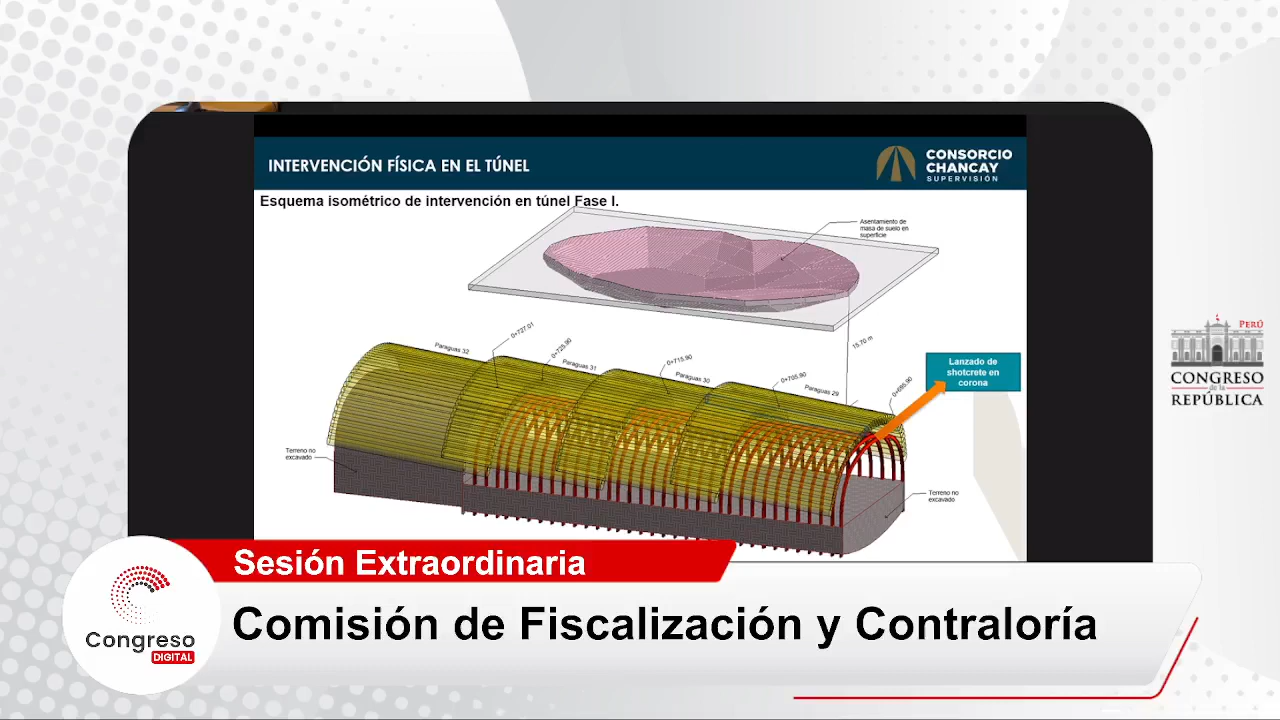 INTERVENCIÓN FÍSICA EN EL TÚNEL
CONSORCIO
CHANCAY
SUPERVISIÓN
Esquema isométrico de intervención en túnel Fase I.
Asentamiento de
masa de suelo en
superficie
0+727.01
Paraguas 32
0+725.90
Paraguas 31
0+715.90
Paraguas 30
0+705.90
Paraguas 29
15.70 m
Lanzado de
shotcrete en
corona
Terreno no
excavado
Terreno no
excavado
PERÚ
CONGRESO
de la
REPÚBLICA
Sesión Extraordinaria
Comisión de Fiscalización y Contraloría
Congreso
DIGITAL